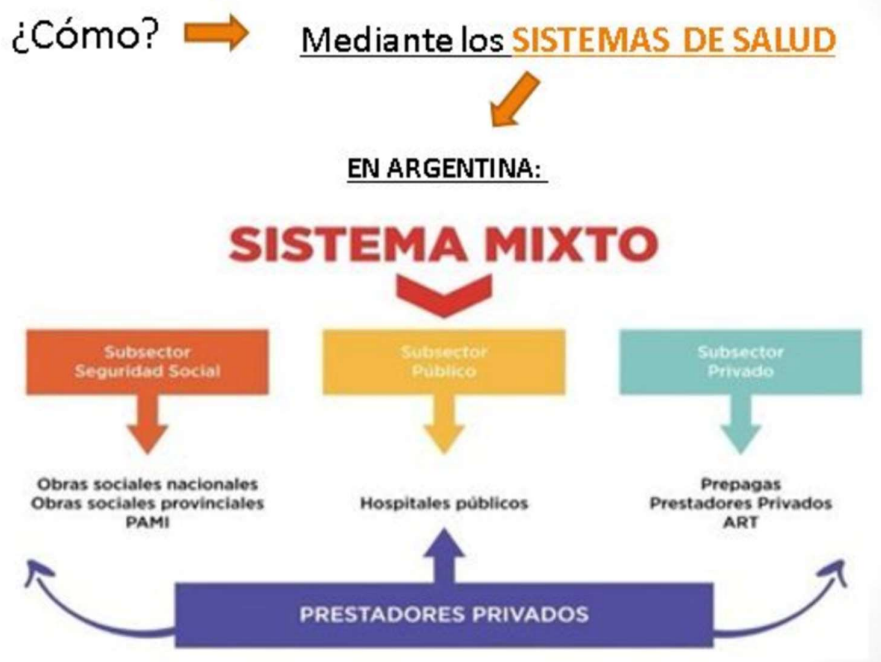 ¿Cómo?
Mediante los SISTEMAS DE SALUD
EN ARGENTINA:
SISTEMA MIXTO
Subsector
Seguridad Social
Subsector
Público
Subsector
Privado
Obras sociales nacionales
Obras sociales provinciales
PAMI
Hospitales públicos
Prepagas
Prestadores Privados
ART
PRESTADORES PRIVADOS